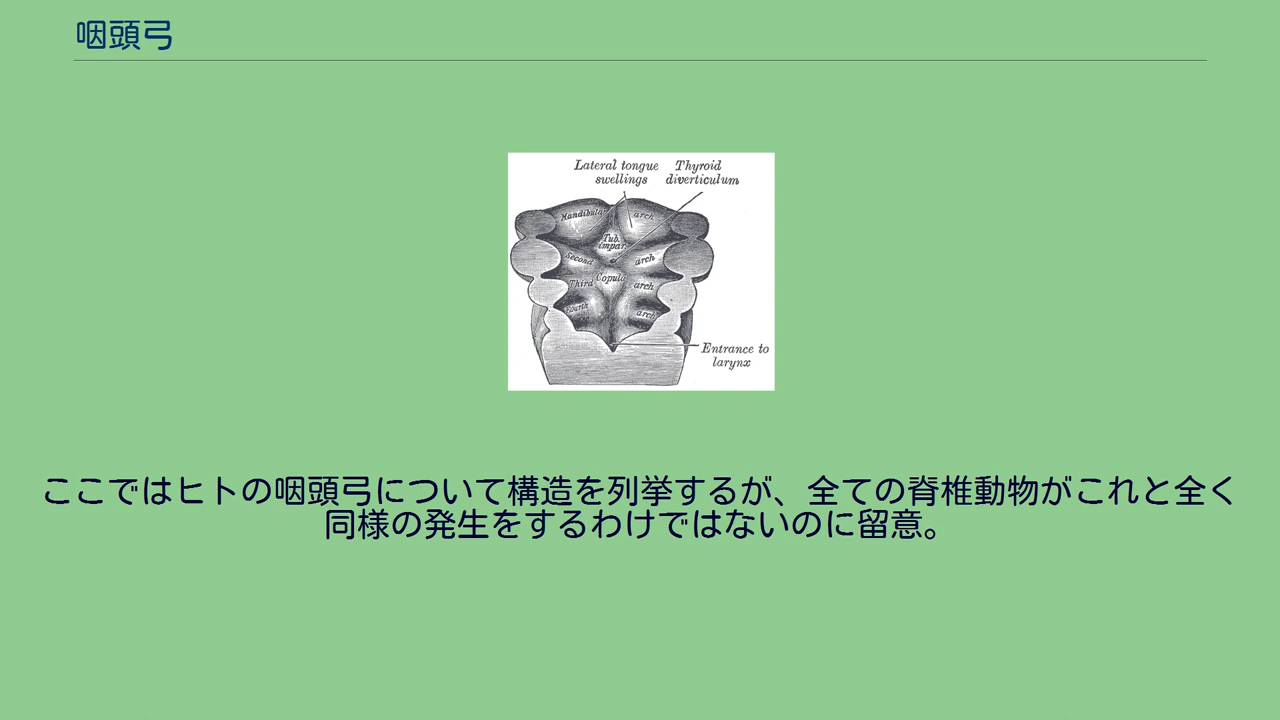 咽頭弓
Lateral tongue swellings
Thyroid diverticulum
Mandibular arch
Tub. impar.
Second arch
Copula
Third arch
Fourth arch
Entrance to larynx
ここではヒトの咽頭弓について構造を列挙するが、全ての脊椎動物がこれと全く
同様の発生をするわけではないのに留意。